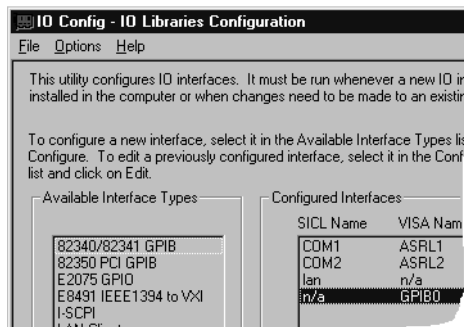 IO Config - IO Libraries Configuration
File Options Help
This utility configures IO interfaces. It must be run whenever a new IO
installed in the computer or when changes need to be made to an
To configure a new interface, select it in the Available Interface Types
Configure. To edit a previously configured interface, select it in the
list and click on Edit.
Available Interface Types
Configured Interfaces
SICL Name VISA Nam
82340/82341 GPIB
82350 PCI GPIB
E2075 GPIO
E8491 IEEE1394 to VXI
I-SCPI
LAN Client
COM1 ASRL1
COM2 ASRL2
lan n/a
n/a GPIB0